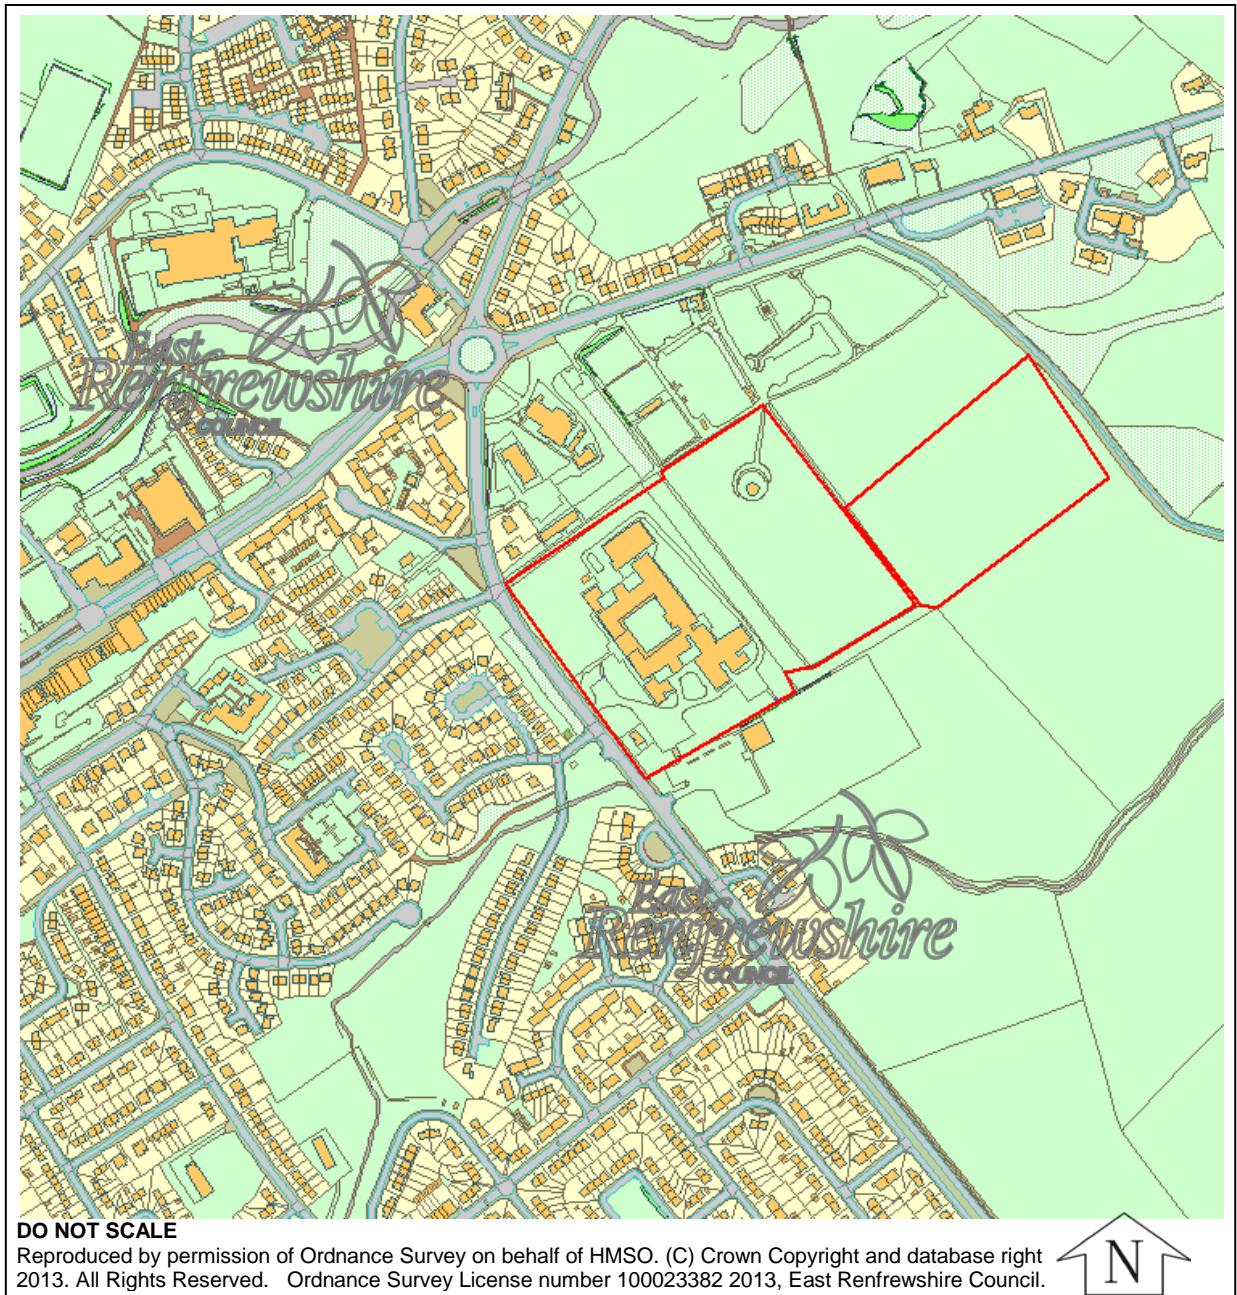 East
Renfrewshire
COUNCIL
East
Renfrewshire
COUNCIL
DO NOT SCALE
Reproduced by permission of Ordnance Survey on behalf of HMSO. (C) Crown Copyright and database right
2013. All Rights Reserved. Ordnance Survey License number 100023382 2013, East Renfrewshire Council.
N